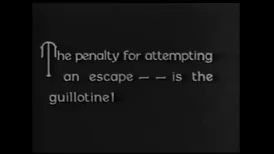 The penalty for attempting
an escape — — is the
guillotine!